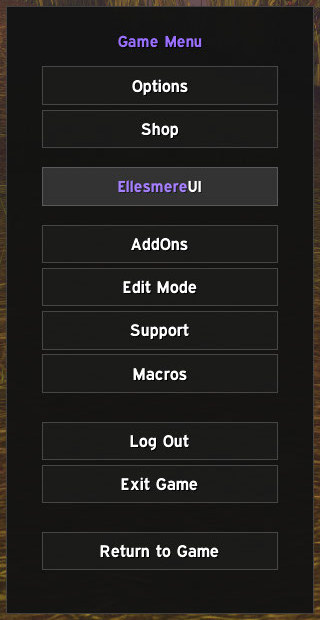 Game Menu
Options
Shop
EllesmereUI
AddOns
Edit Mode
Support
Macros
Log Out
Exit Game
Return to Game